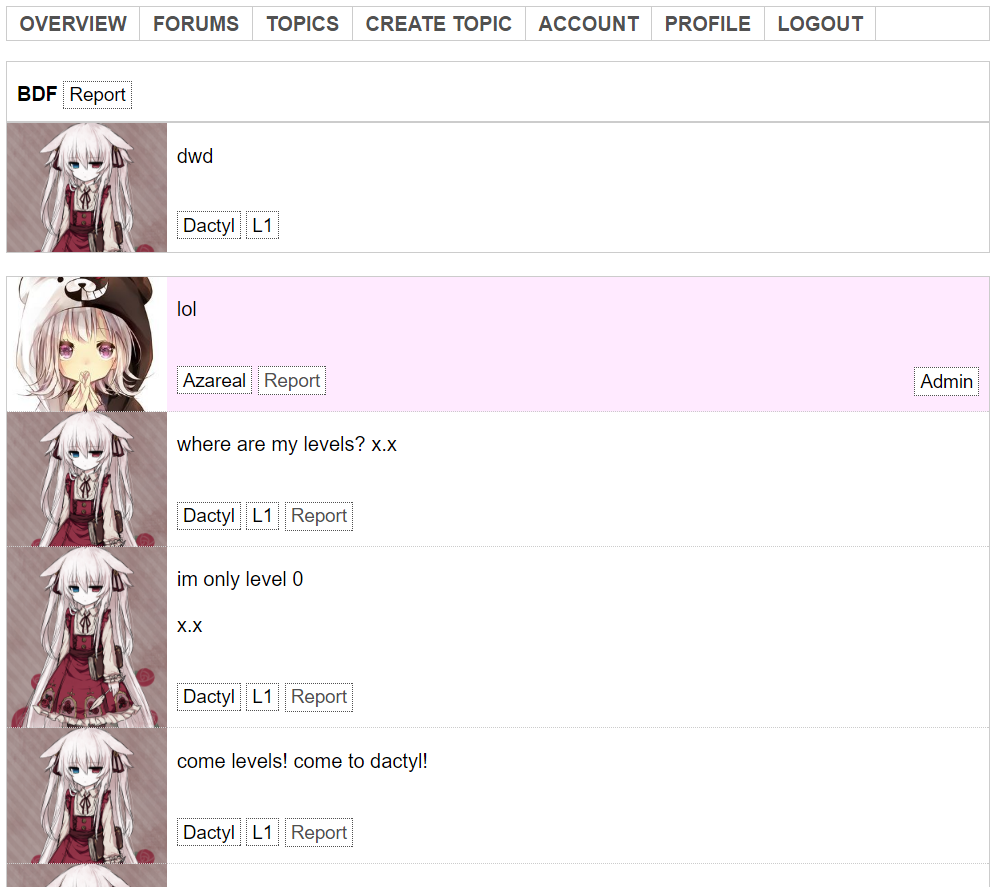 OVERVIEW FORUMS TOPICS CREATE TOPIC ACCOUNT PROFILE LOGOUT
BDF Report
dwd
Dactyl L1
lol
Azareal Report Admin
where are my levels? x.x
Dactyl L1 Report
im only level 0
x.x
Dactyl L1 Report
come levels! come to dactyl!
Dactyl L1 Report